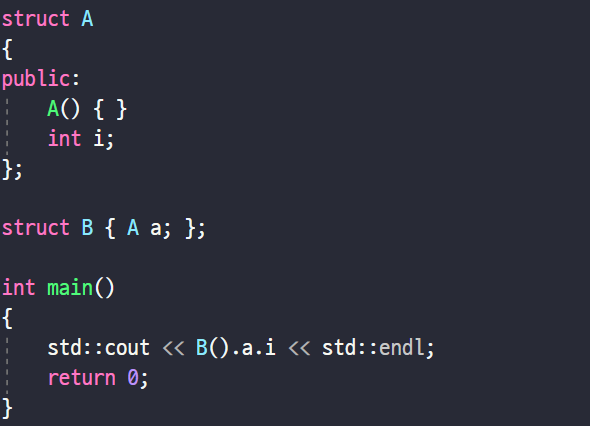 struct A
{
public:
    A() { }
    int i;
};

struct B { A a; };

int main()
{
    std::cout << B().a.i << std::endl;
    return 0;
}